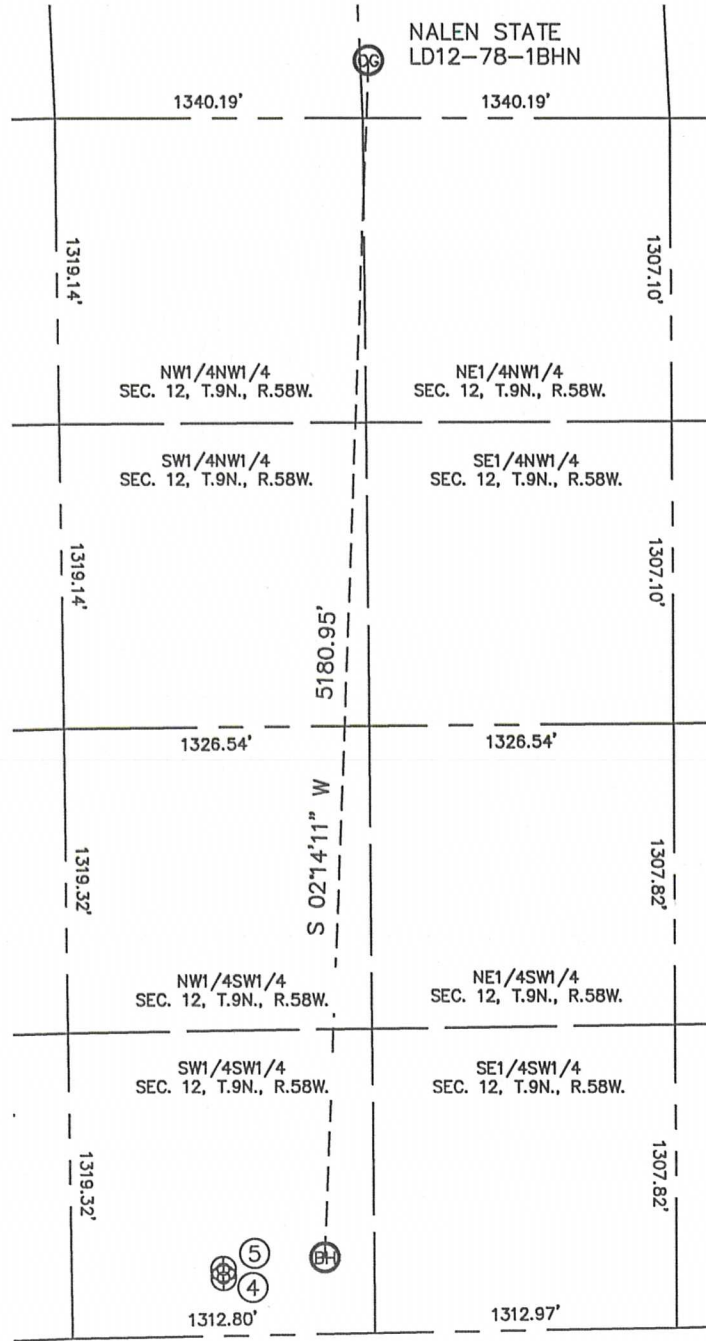 NALEN STATE
LD12-78-1BHN
OG
1340.19'
1340.19'
1319.14'
1307.10'
NW1/4NW1/4
SEC. 12, T.9N., R.58W.
NE1/4NW1/4
SEC. 12, T.9N., R.58W.
SW1/4NW1/4
SEC. 12, T.9N., R.58W.
SE1/4NW1/4
SEC. 12, T.9N., R.58W.
1319.14'
1307.10'
S 02°14'11" W 5180.95'
1326.54'
1326.54'
1319.32'
1307.82'
NW1/4SW1/4
SEC. 12, T.9N., R.58W.
NE1/4SW1/4
SEC. 12, T.9N., R.58W.
SW1/4SW1/4
SEC. 12, T.9N., R.58W.
SE1/4SW1/4
SEC. 12, T.9N., R.58W.
1319.32'
1307.82'
5
BH
4
1312.80'
1312.97'